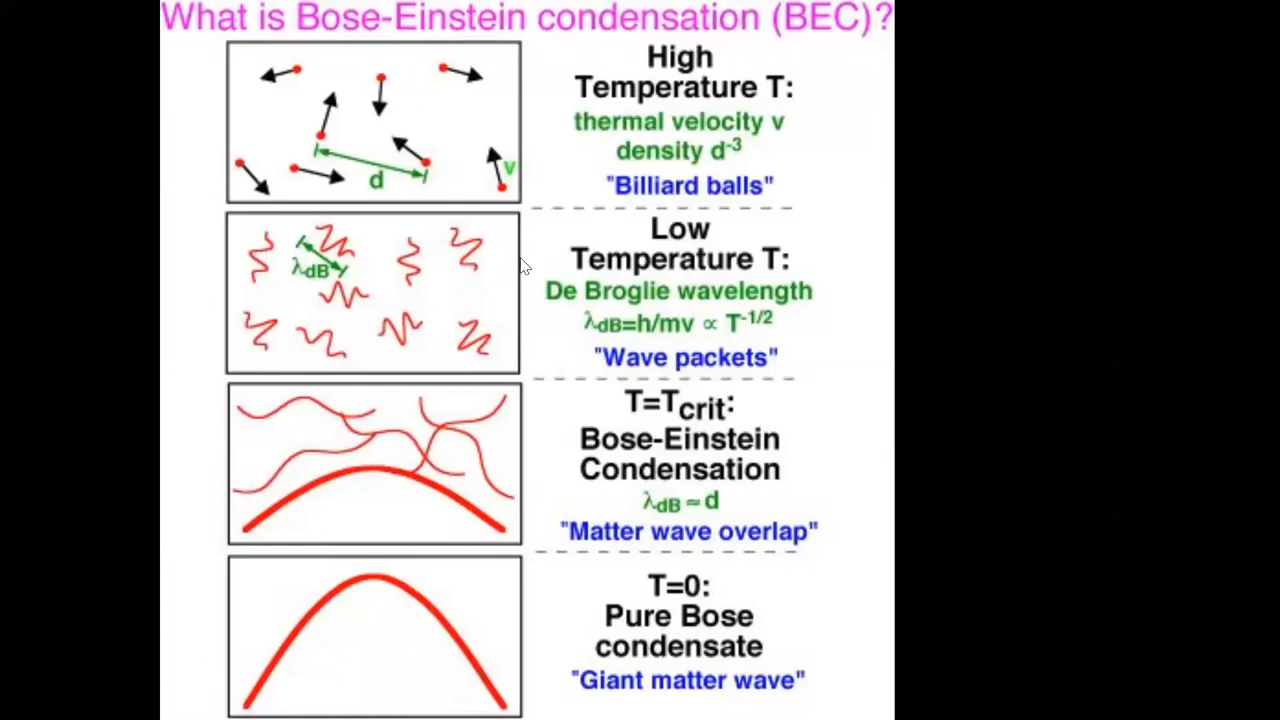 What is Bose-Einstein condensation (BEC)?
High
Temperature T:
thermal velocity v
density d⁻³
"Billiard balls"
d
v
Low
Temperature T:
De Broglie wavelength
λdB=h/mv ∝ T⁻¹/²
"Wave packets"
λdB
T=Tcrit:
Bose-Einstein
Condensation
λdB ≈ d
"Matter wave overlap"
T=0:
Pure Bose
condensate
"Giant matter wave"